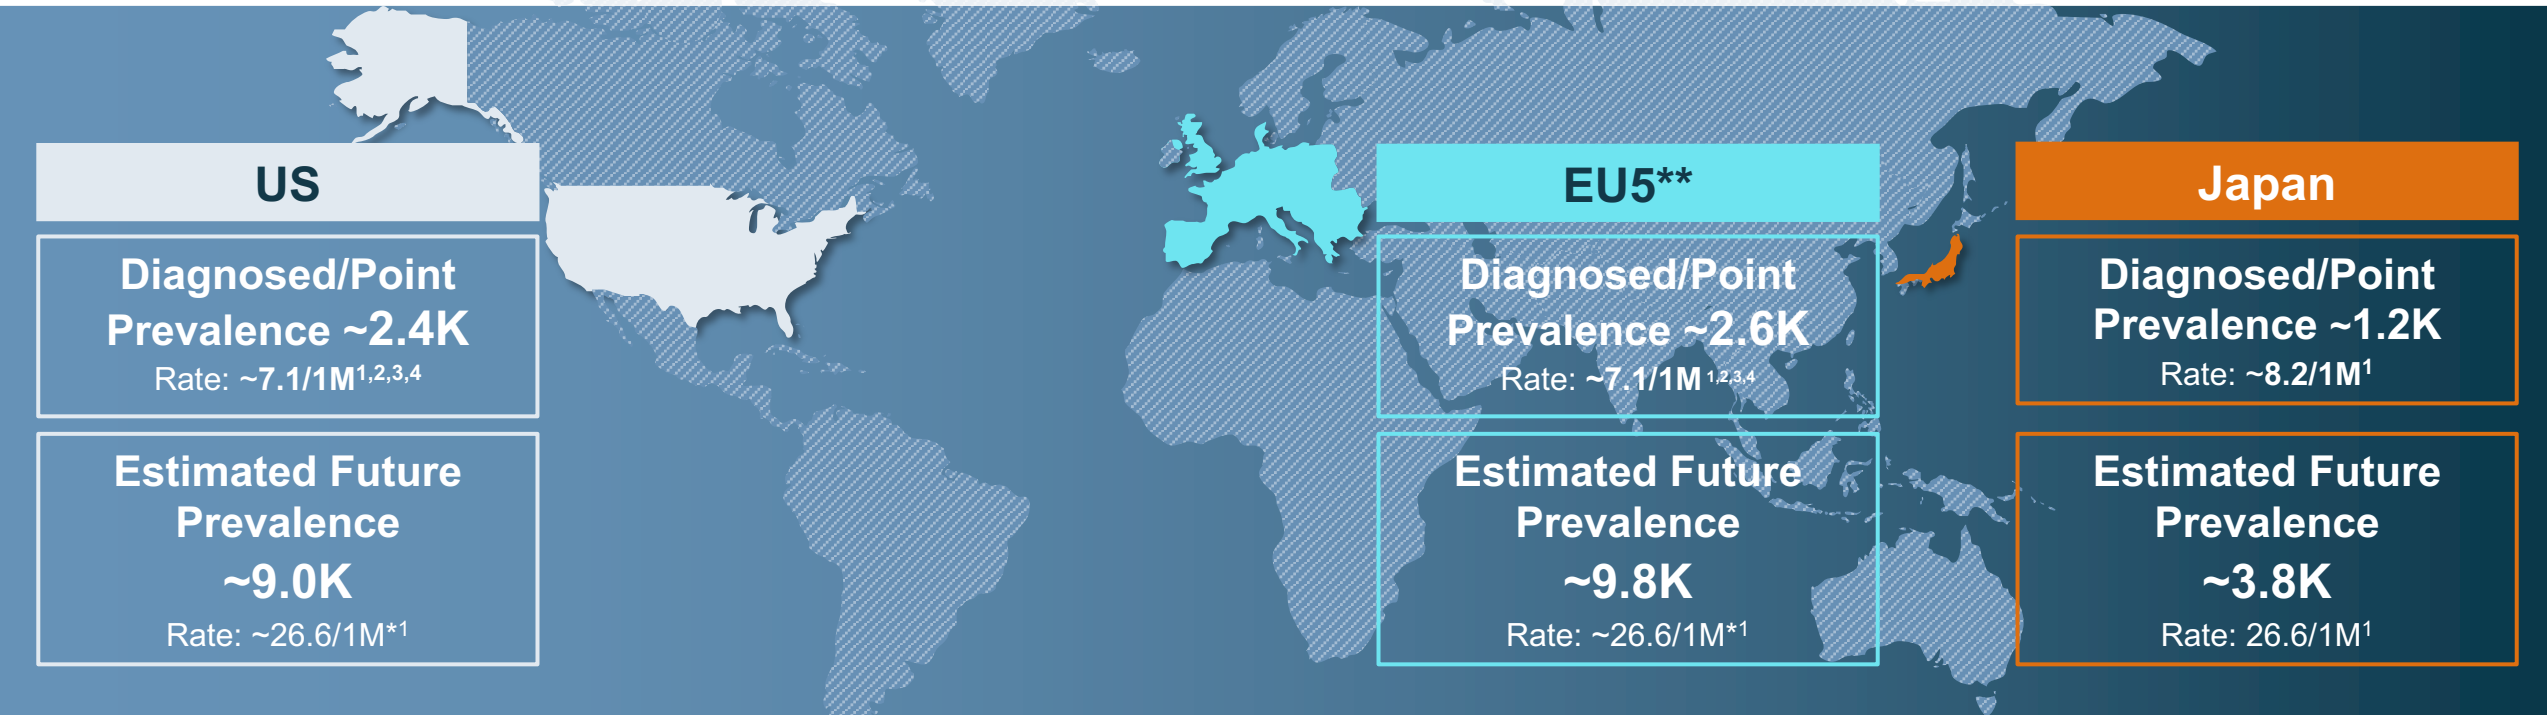 US
Diagnosed/Point
Prevalence ~2.4K
Rate: ~7.1/1M1,2,3,4
Estimated Future
Prevalence
~9.0K
Rate: ~26.6/1M*1
EU5**
Diagnosed/Point
Prevalence ~2.6K
Rate: ~7.1/1M 1,2,3,4
Estimated Future
Prevalence
~9.8K
Rate: ~26.6/1M*1
Japan
Diagnosed/Point
Prevalence ~1.2K
Rate: ~8.2/1M1
Estimated Future
Prevalence
~3.8K
Rate: 26.6/1M1